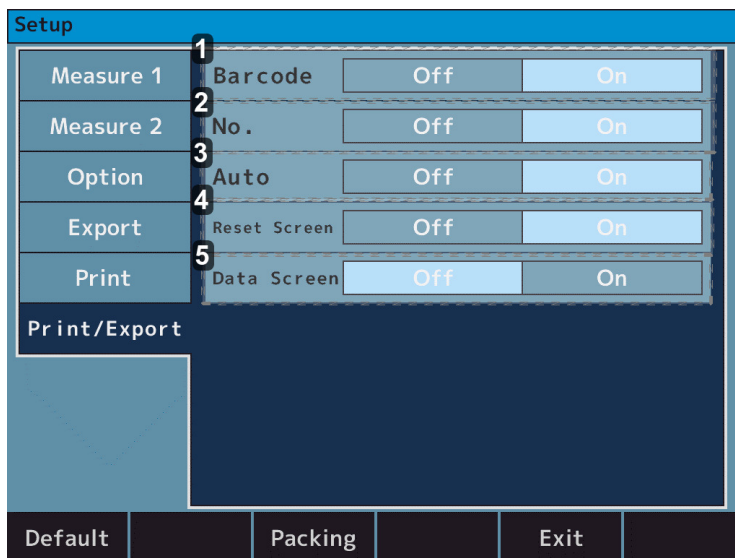 Setup
Measure 1
Measure 2
Option
Export
Print
Print/Export
1
Barcode Off On
2
No. Off On
3
Auto Off On
4
Reset Screen Off On
5
Data Screen Off On
Default Packing Exit